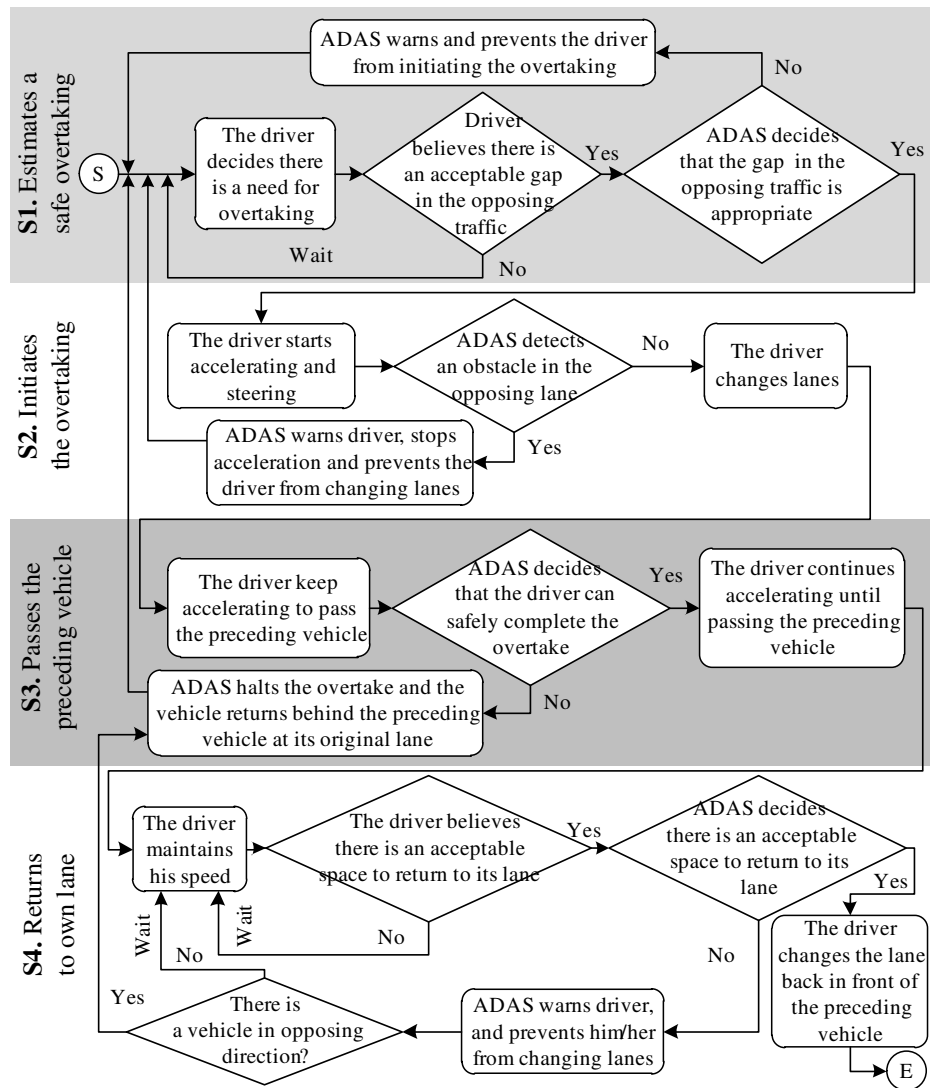 S1. Estimates a
safe overtaking
ADAS warns and prevents the driver
from initiating the overtaking
No
S
The driver
decides there
is a need for
overtaking
Driver
believes there is
an acceptable gap
in the opposing
traffic
Yes
ADAS decides
that the gap in the
opposing traffic is
appropriate
Yes
Wait
No
S2. Initiates
the overtaking
The driver starts
accelerating and
steering
ADAS detects
an obstacle in the
opposing lane
No
The driver
changes lanes
Yes
ADAS warns driver, stops
acceleration and prevents the
driver from changing lanes
S3. Passes the
preceding vehicle
The driver keep
accelerating to pass
the preceding vehicle
ADAS decides
that the driver can
safely complete the
overtake
Yes
The driver continues
accelerating until
passing the preceding
vehicle
No
ADAS halts the overtake and the
vehicle returns behind the preceding
vehicle at its original lane
S4. Returns
to own lane
The driver
maintains
his speed
The driver believes
there is an acceptable
space to return to its lane
Yes
ADAS decides
there is an acceptable
space to return to its
lane
Yes
Wait
Wait
No
No
No
The driver
changes the lane
back in front of
the preceding
vehicle
Yes
There is
a vehicle in opposing
direction?
ADAS warns driver,
and prevents him/her
from changing lanes
E